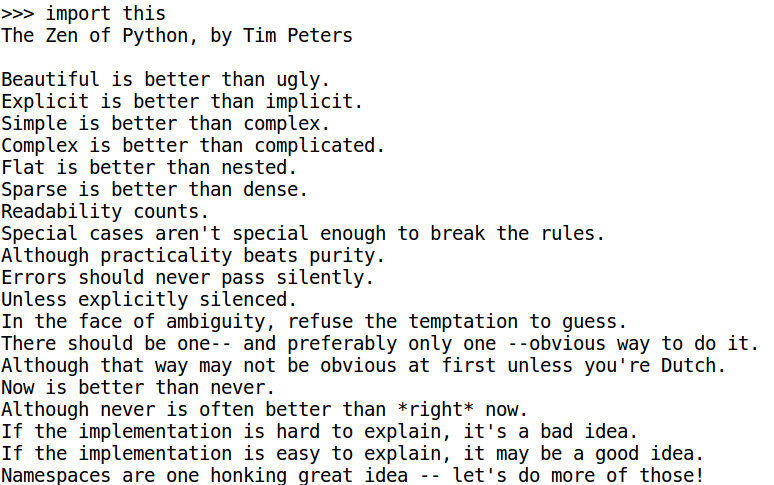 >>> import this
The Zen of Python, by Tim Peters

Beautiful is better than ugly.
Explicit is better than implicit.
Simple is better than complex.
Complex is better than complicated.
Flat is better than nested.
Sparse is better than dense.
Readability counts.
Special cases aren't special enough to break the rules.
Although practicality beats purity.
Errors should never pass silently.
Unless explicitly silenced.
In the face of ambiguity, refuse the temptation to guess.
There should be one-- and preferably only one --obvious way to do it.
Although that way may not be obvious at first unless you're Dutch.
Now is better than never.
Although never is often better than *right* now.
If the implementation is hard to explain, it's a bad idea.
If the implementation is easy to explain, it may be a good idea.
Namespaces are one honking great idea -- let's do more of those!